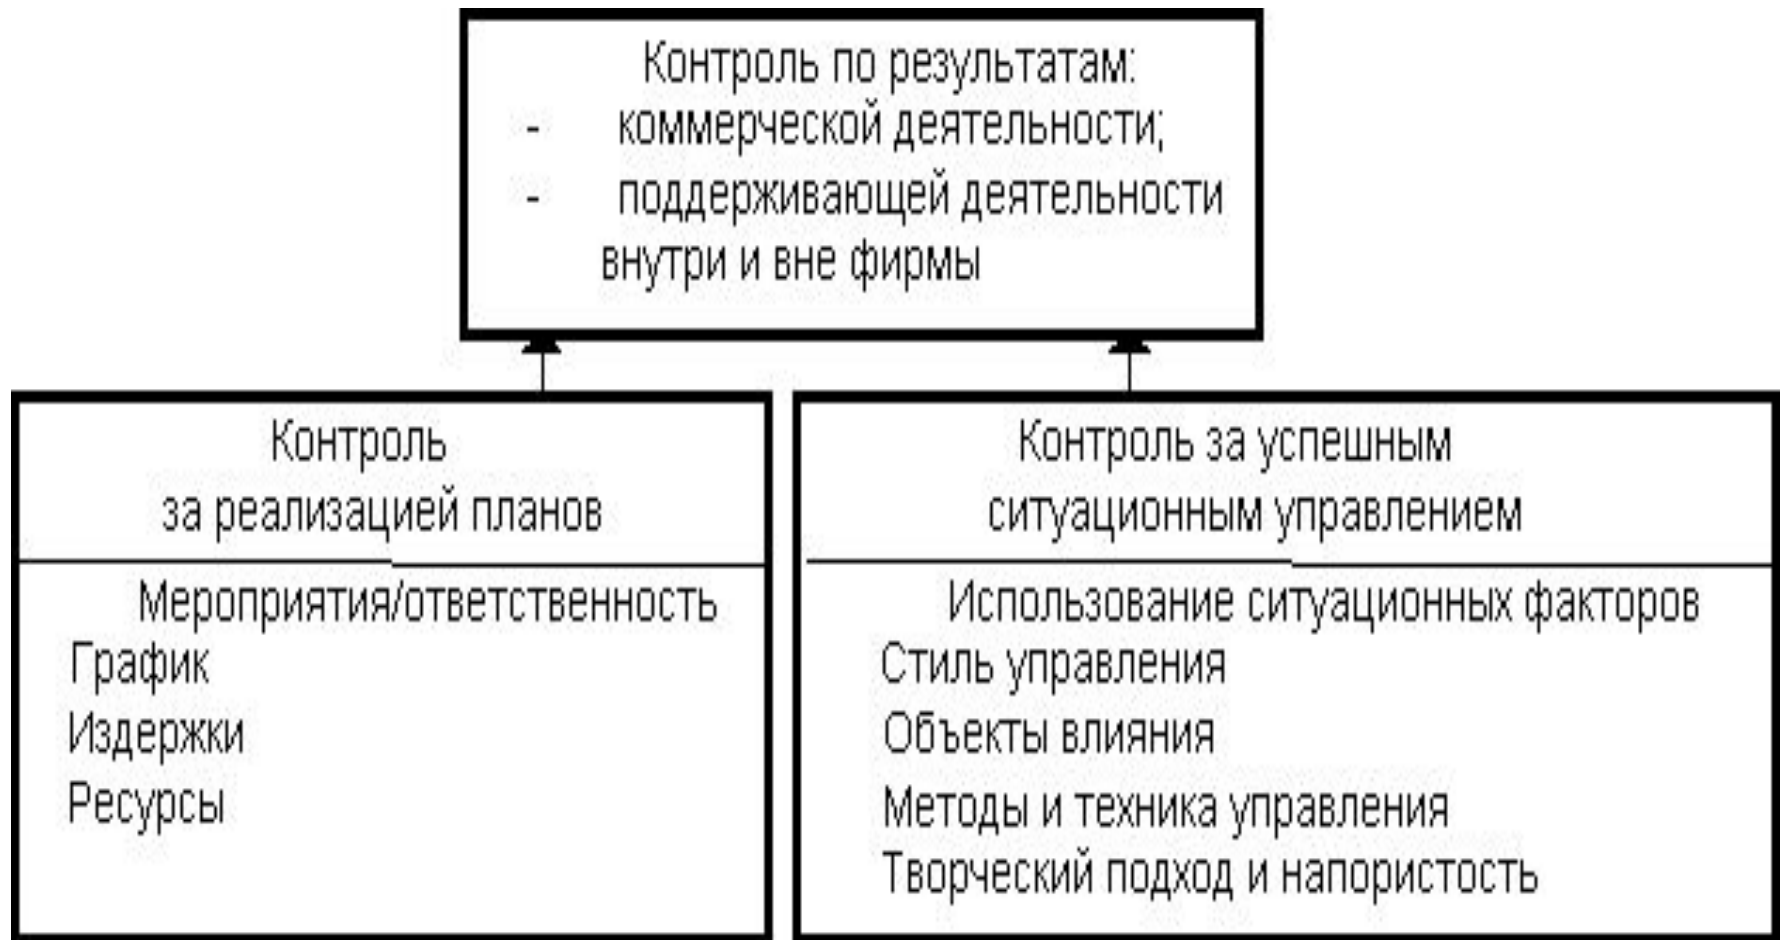 Контроль по результатам:
- коммерческой деятельности;
- поддерживающей деятельности
внутри и вне фирмы
Контроль
за реализацией планов
Мероприятия/ответственность
График
Издержки
Ресурсы
Контроль за успешным
ситуационным управлением
Использование ситуационных факторов
Стиль управления
Объекты влияния
Методы и техника управления
Творческий подход и напористость